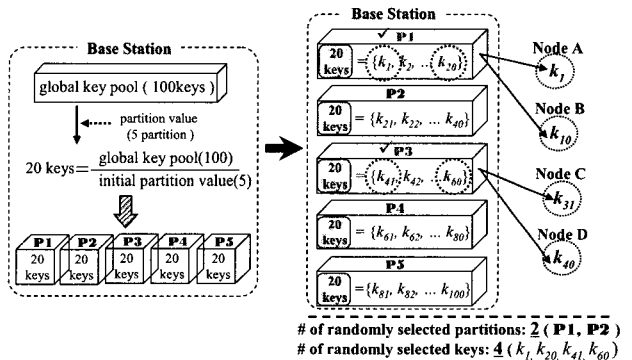 Base Station
global key pool ( 100keys )
partition value
(5 partition )
20 keys= global key pool(100)
initial partition value(5)
P1 P2 P3 P4 P5
20 keys 20 keys 20 keys 20 keys 20 keys
Base Station
✓ P1
20 keys = {k1, k2, ... k20}
P2
20 keys = {k21, k22, ... k40}
✓ P3
20 keys = {k41, k42, ... k60}
P4
20 keys = {k61, k62, ... k80}
P5
20 keys = {k81, k82, ... k100}
Node A
k1
Node B
k10
Node C
k31
Node D
k40
# of randomly selected partitions: 2 ( P1, P2 )
# of randomly selected keys: 4 (k1, k20, k41, k60)